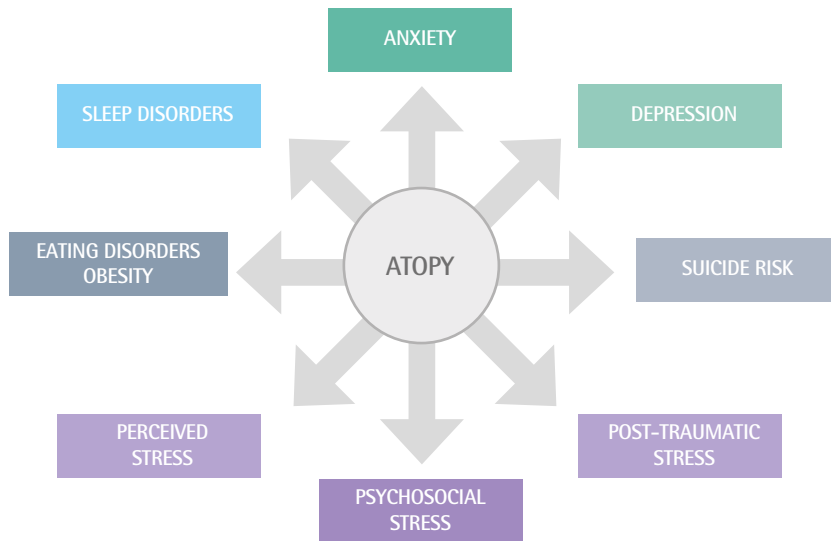 ANXIETY
SLEEP DISORDERS
DEPRESSION
EATING DISORDERS
OBESITY
ATOPY
SUICIDE RISK
PERCEIVED
STRESS
POST-TRAUMATIC
STRESS
PSYCHOSOCIAL
STRESS